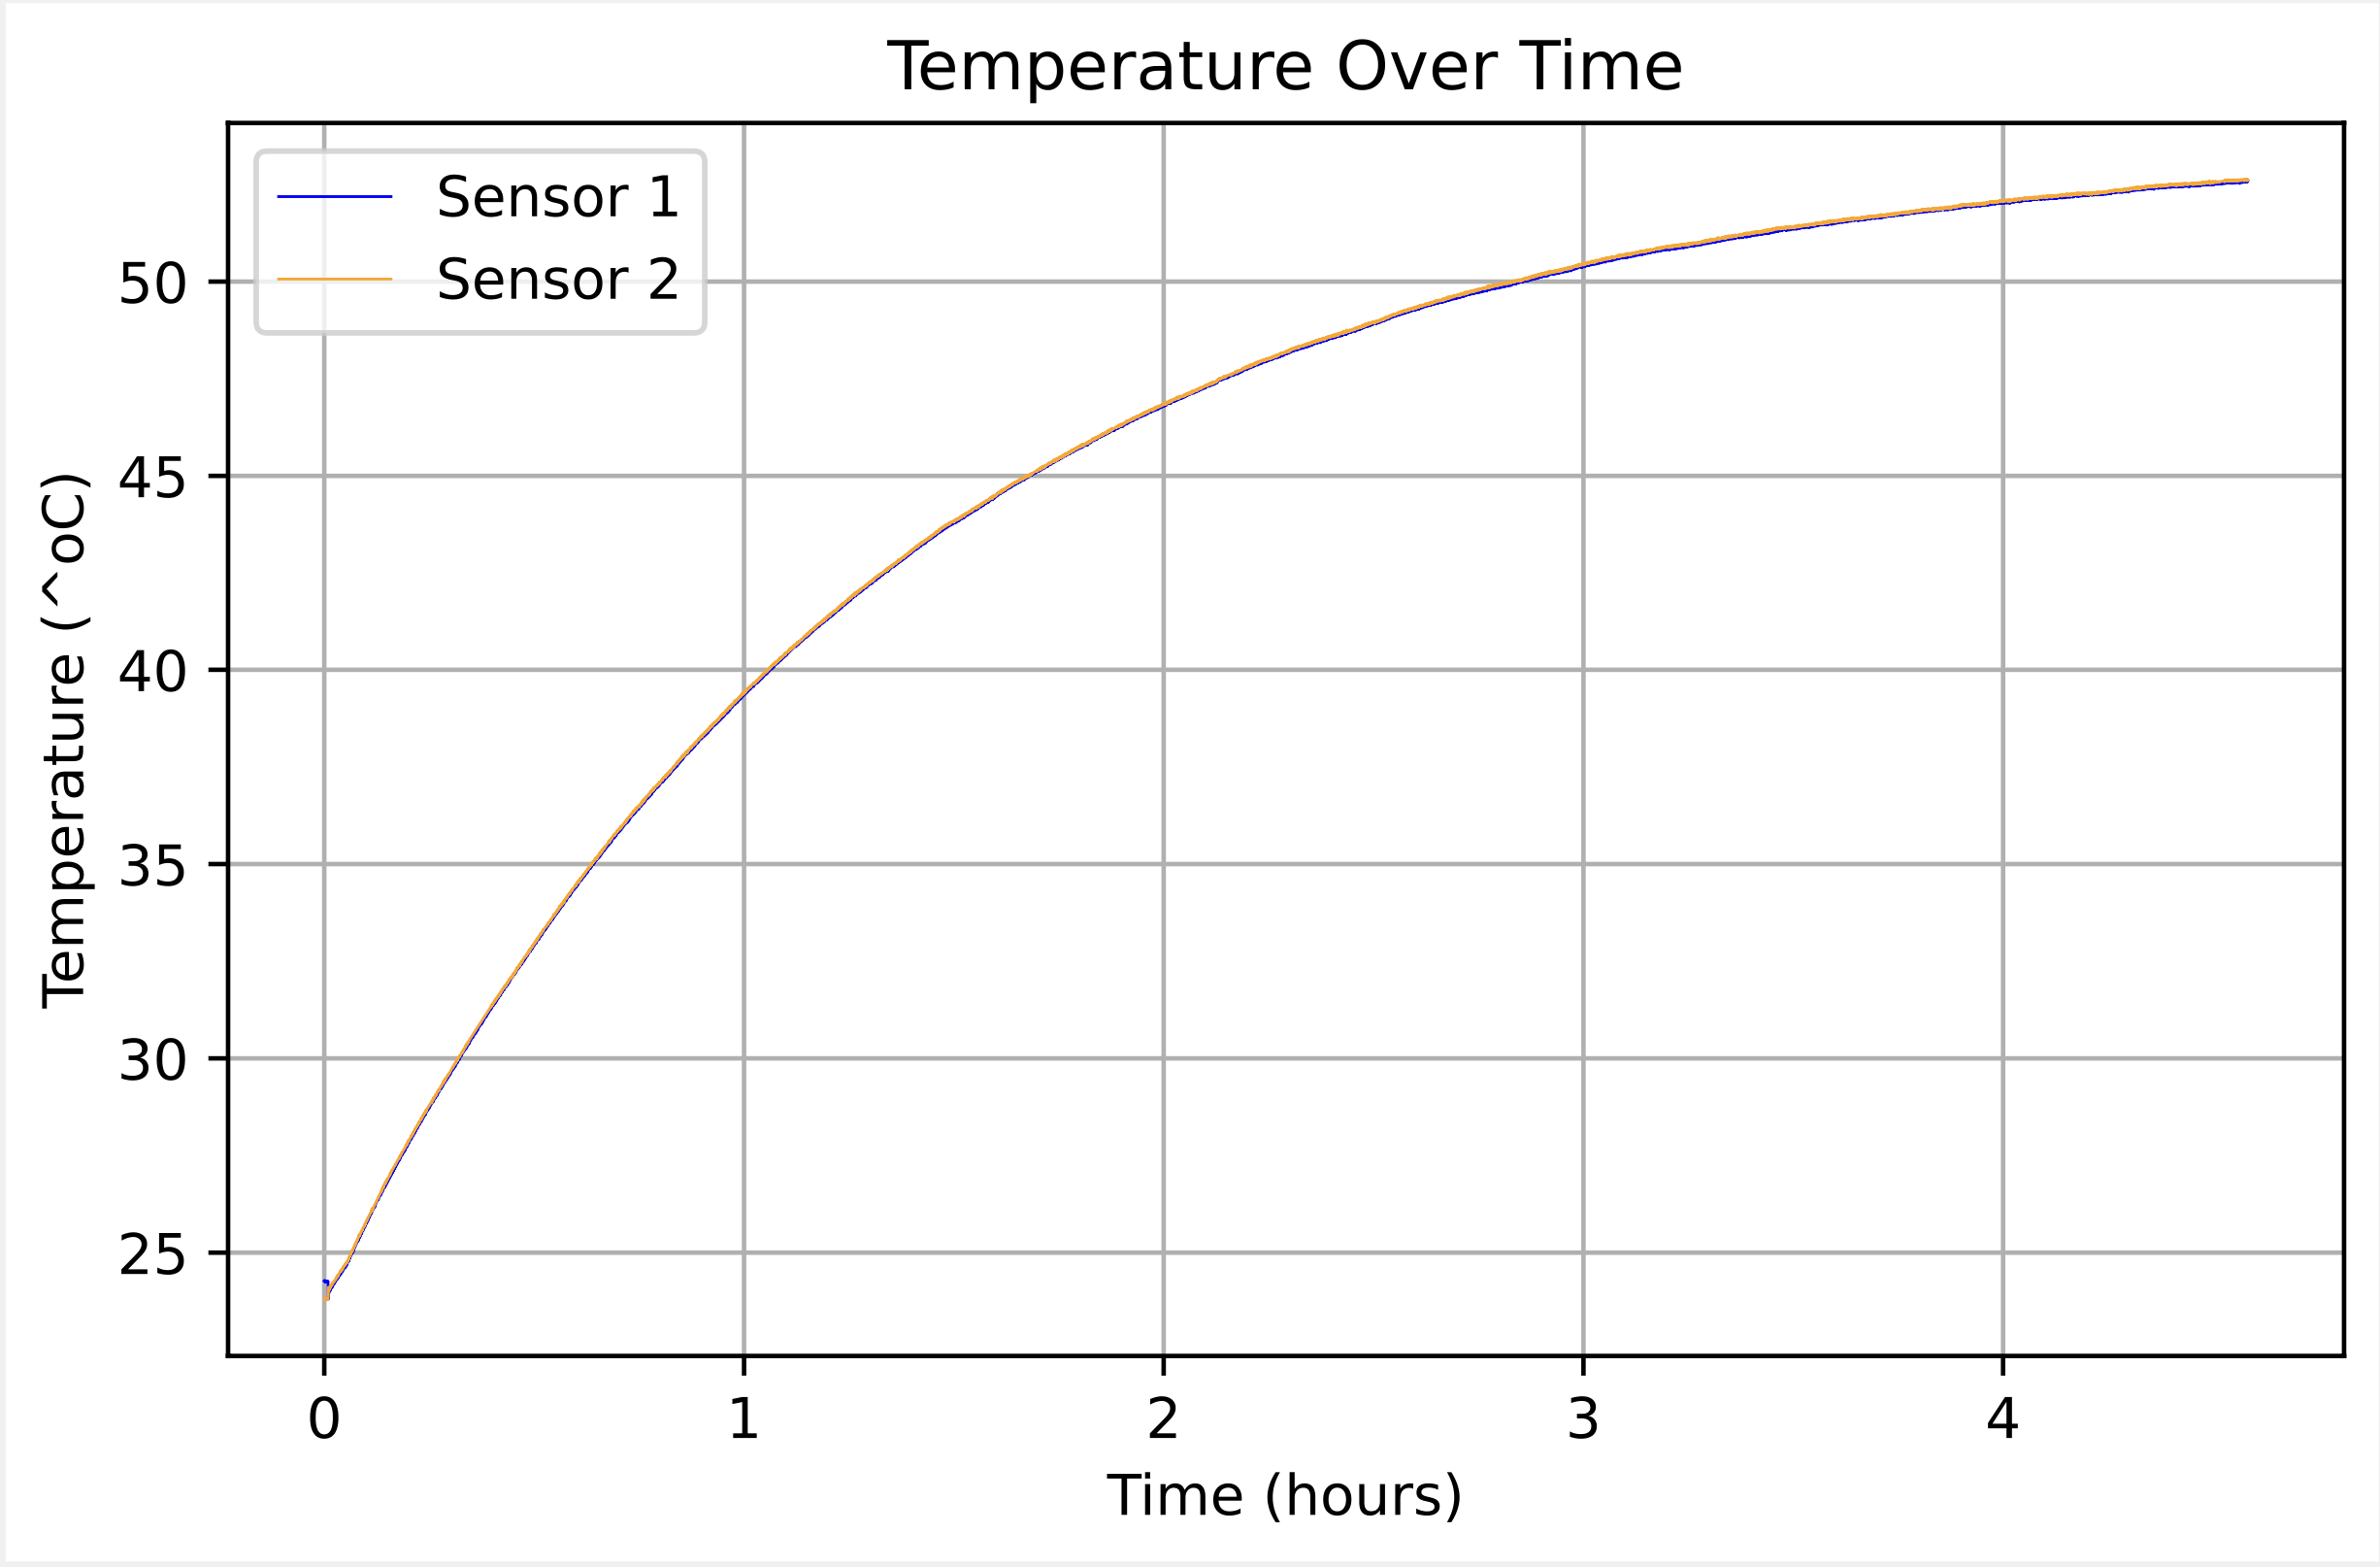 Temperature Over Time
Sensor 1
Sensor 2
50
45
40
35
30
25
Temperature (^oC)
0 1 2 3 4
Time (hours)